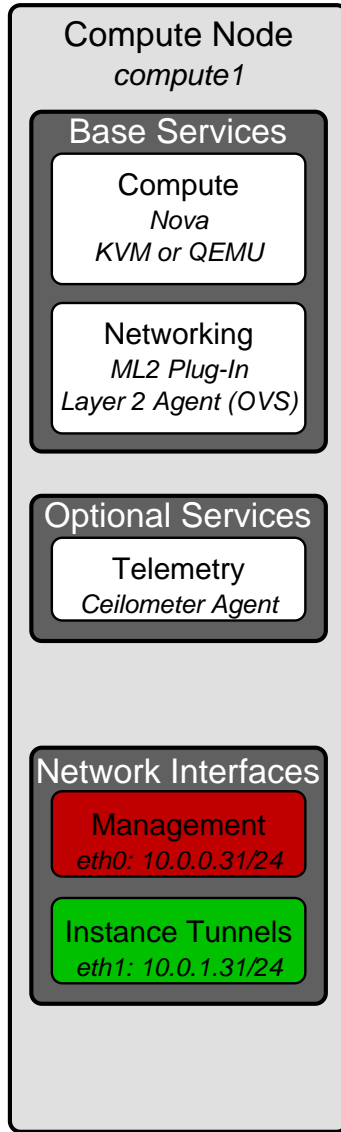 Compute Node
compute1
Base Services
Compute
Nova
KVM or QEMU
Networking
ML2 Plug-In
Layer 2 Agent (OVS)
Optional Services
Telemetry
Ceilometer Agent
Network Interfaces
Management
eth0: 10.0.0.31/24
Instance Tunnels
eth1: 10.0.1.31/24